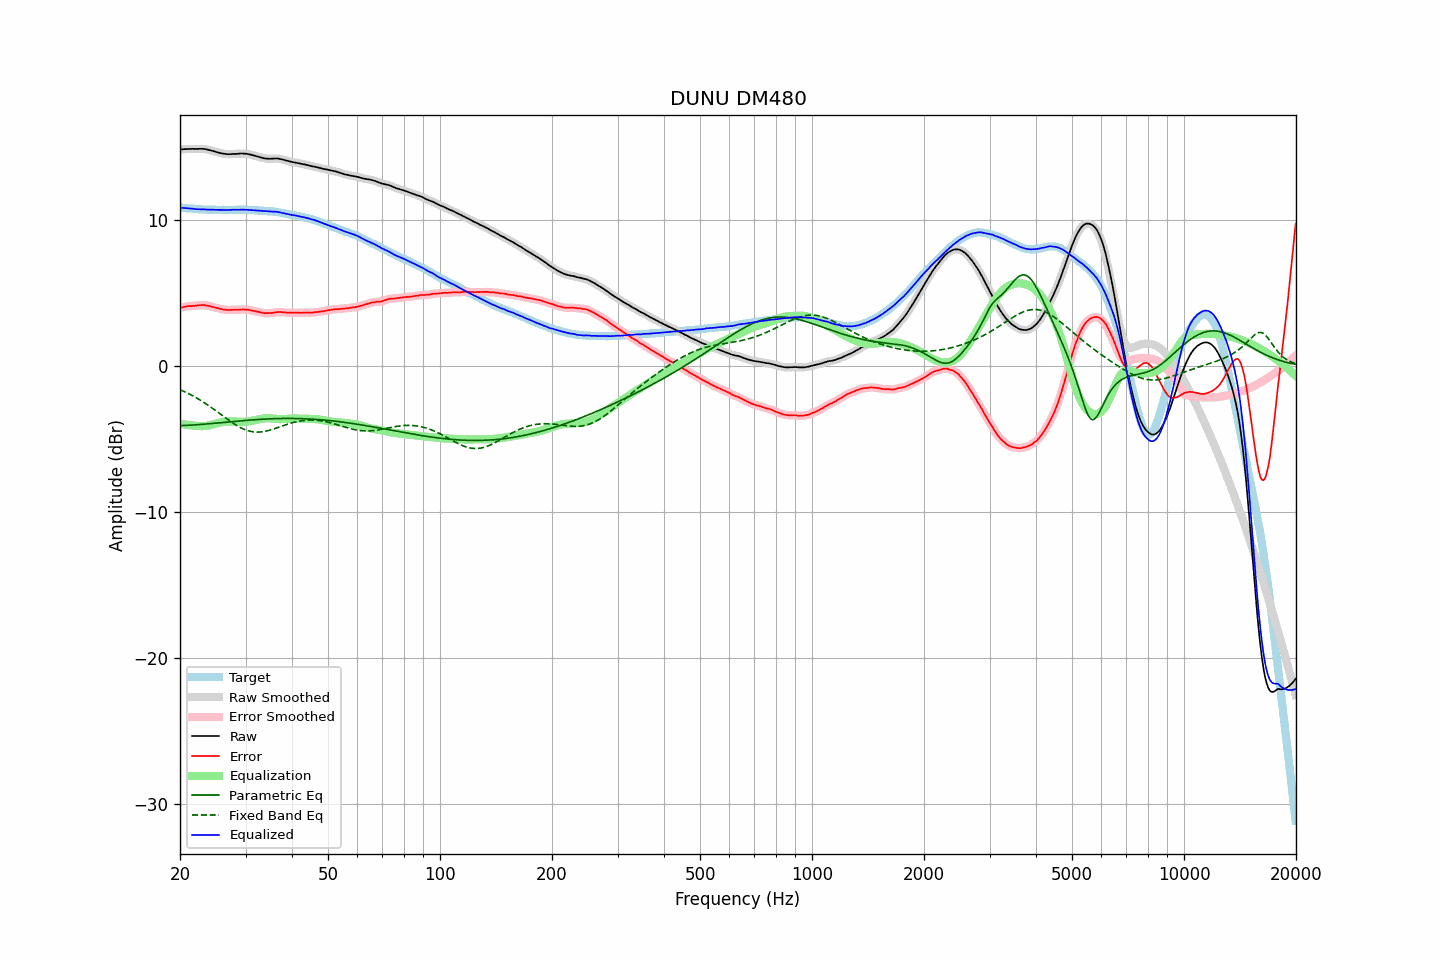 DUNU DM480
Amplitude (dBr)
10
0
−10
−20
−30
Target
Raw Smoothed
Error Smoothed
Raw
Error
Equalization
Parametric Eq
Fixed Band Eq
Equalized
20 50 100 200 500 1000 2000 5000 10000 20000
Frequency (Hz)